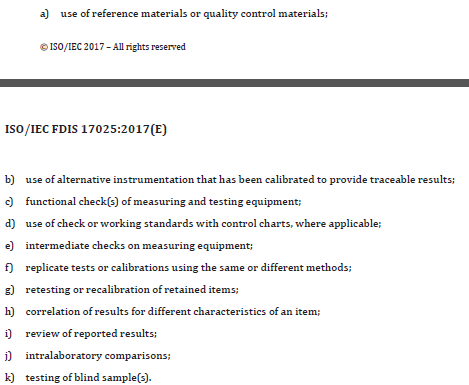 a) use of reference materials or quality control materials;
© ISO/IEC 2017 – All rights reserved
ISO/IEC FDIS 17025:2017(E)
b) use of alternative instrumentation that has been calibrated to provide traceable results;
c) functional check(s) of measuring and testing equipment;
d) use of check or working standards with control charts, where applicable;
e) intermediate checks on measuring equipment;
f) replicate tests or calibrations using the same or different methods;
g) retesting or recalibration of retained items;
h) correlation of results for different characteristics of an item;
i) review of reported results;
j) intralaboratory comparisons;
k) testing of blind sample(s).